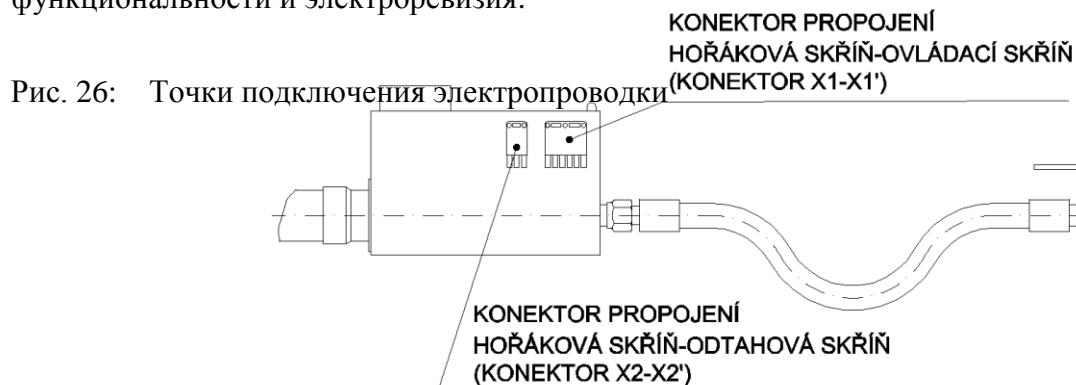 функциональности и электроревизия.
KONEKTOR PROPOJENÍ
HOŘÁKOVÁ SKŘÍŇ-OVLÁDACÍ SKŘÍŇ
(KONEKTOR X1-X1')
Рис. 26: Точки подключения электропроводки
KONEKTOR PROPOJENÍ
HOŘÁKOVÁ SKŘÍŇ-ODTAHOVÁ SKŘÍŇ
(KONEKTOR X2-X2')